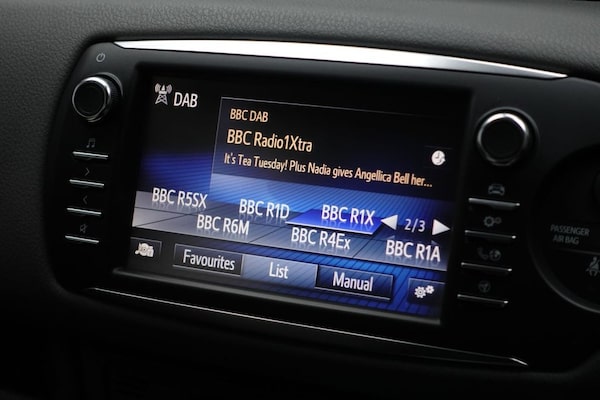 DAB
BBC DAB
BBC Radio1Xtra
It's Tea Tuesday! Plus Nadia gives Angellica Bell her...
BBC R5SX BBC R1D BBC R1X 2/3
BBC R6M BBC R4Ex BBC R1A
Favourites List Manual
PASSENGER
AIR BAG